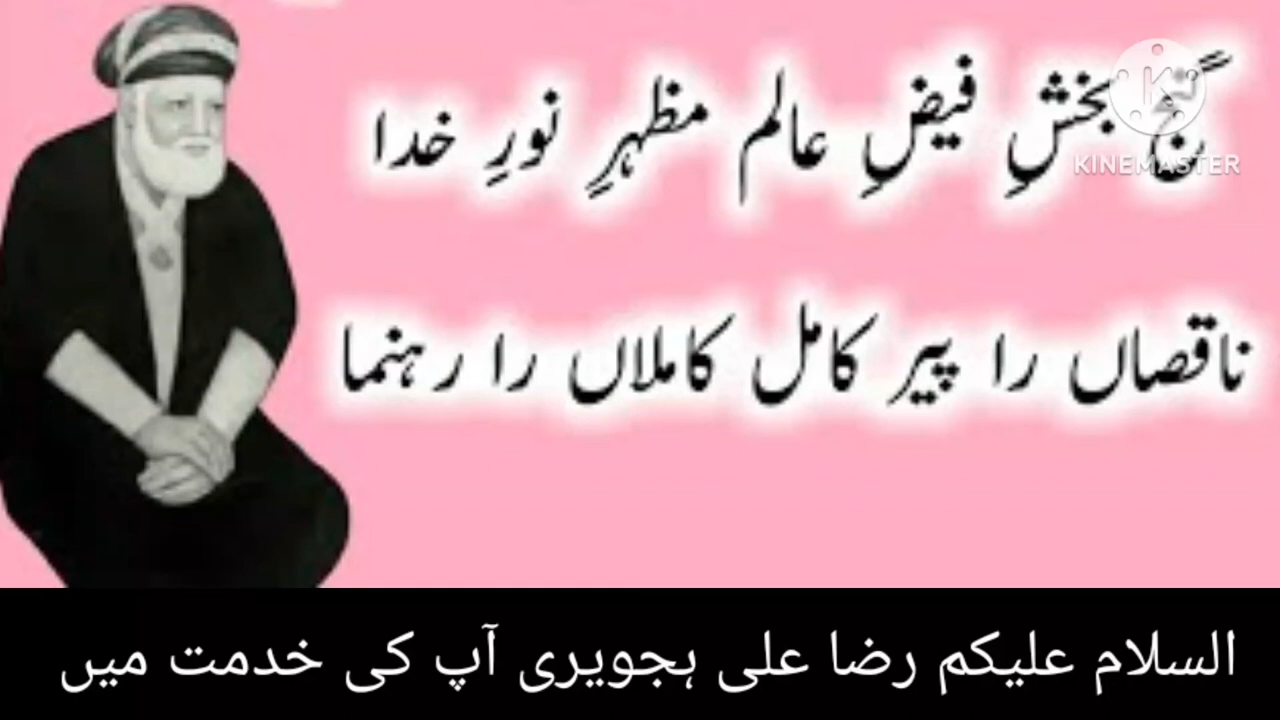 گنج بخشِ فیضِ عالم مظہرِ نورِ خدا
KINEMASTER
ناقصاں را پیر کامل کاملاں را رہنما
السلام علیکم رضا علی ہجویری آپ کی خدمت میں